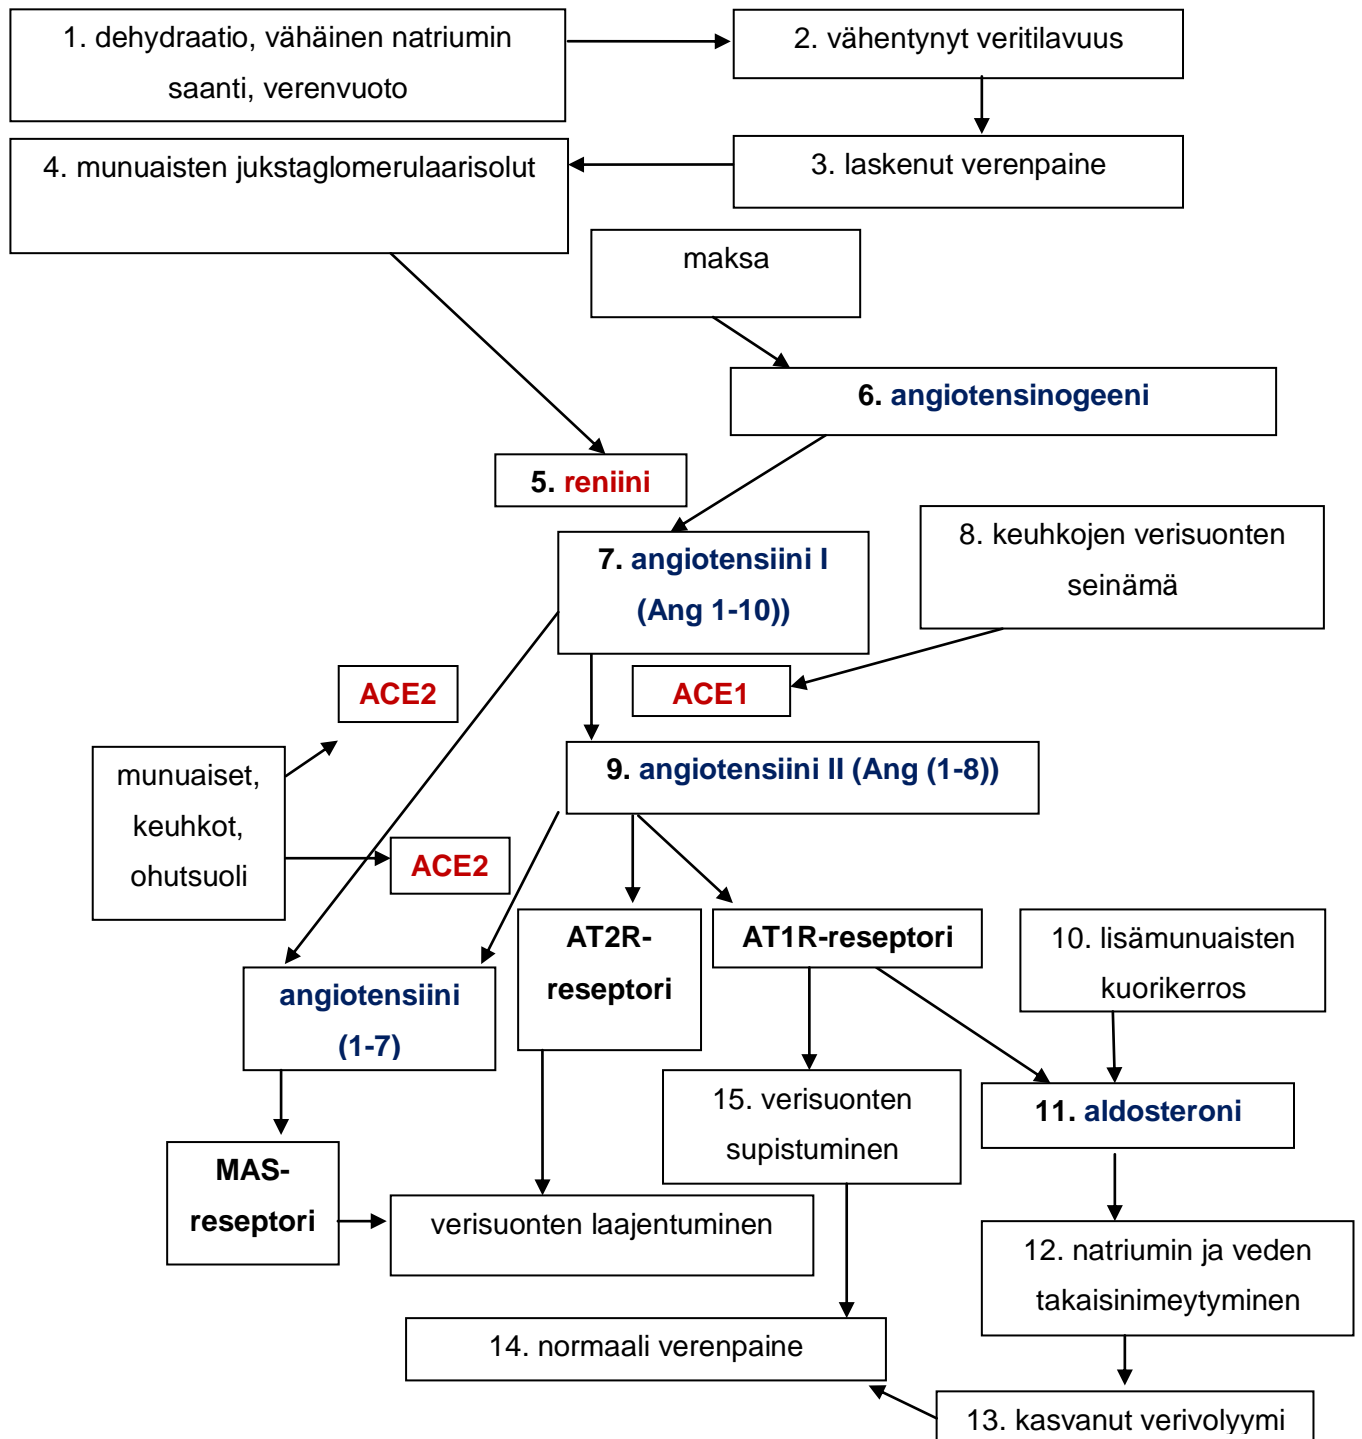 1. dehydraatio, vähäinen natriumin
saanti, verenvuoto
2. vähentynyt veritilavuus
4. munuaisten jukstaglomerulaarisolut
3. laskenut verenpaine
maksa
6. angiotensinogeeni
5. reniini
7. angiotensiini I
(Ang 1-10))
8. keuhkojen verisuonten
seinämä
ACE2
ACE1
9. angiotensiini II (Ang (1-8))
munuaiset,
keuhkot,
ohutsuoli
ACE2
AT2R-
reseptori
AT1R-reseptori
10. lisämunuaisten
kuorikerros
angiotensiini
(1-7)
15. verisuonten
supistuminen
11. aldosteroni
MAS-
reseptori
verisuonten laajentuminen
12. natriumin ja veden
takaisinimeytyminen
14. normaali verenpaine
13. kasvanut verivolyymi